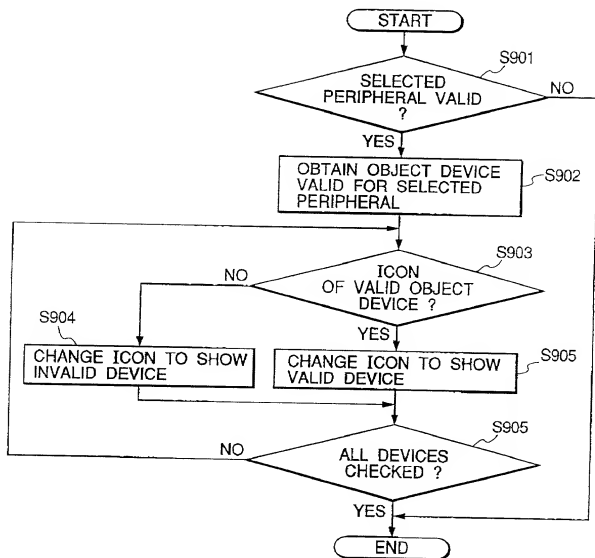 START
S901
SELECTED
PERIPHERAL VALID
?
NO
YES
OBTAIN OBJECT DEVICE
VALID FOR SELECTED
PERIPHERAL
S902
S903
ICON
OF VALID OBJECT
DEVICE ?
NO
YES
S904
CHANGE ICON TO SHOW
INVALID DEVICE
CHANGE ICON TO SHOW
VALID DEVICE
S905
S905
ALL DEVICES
CHECKED ?
NO
YES
END